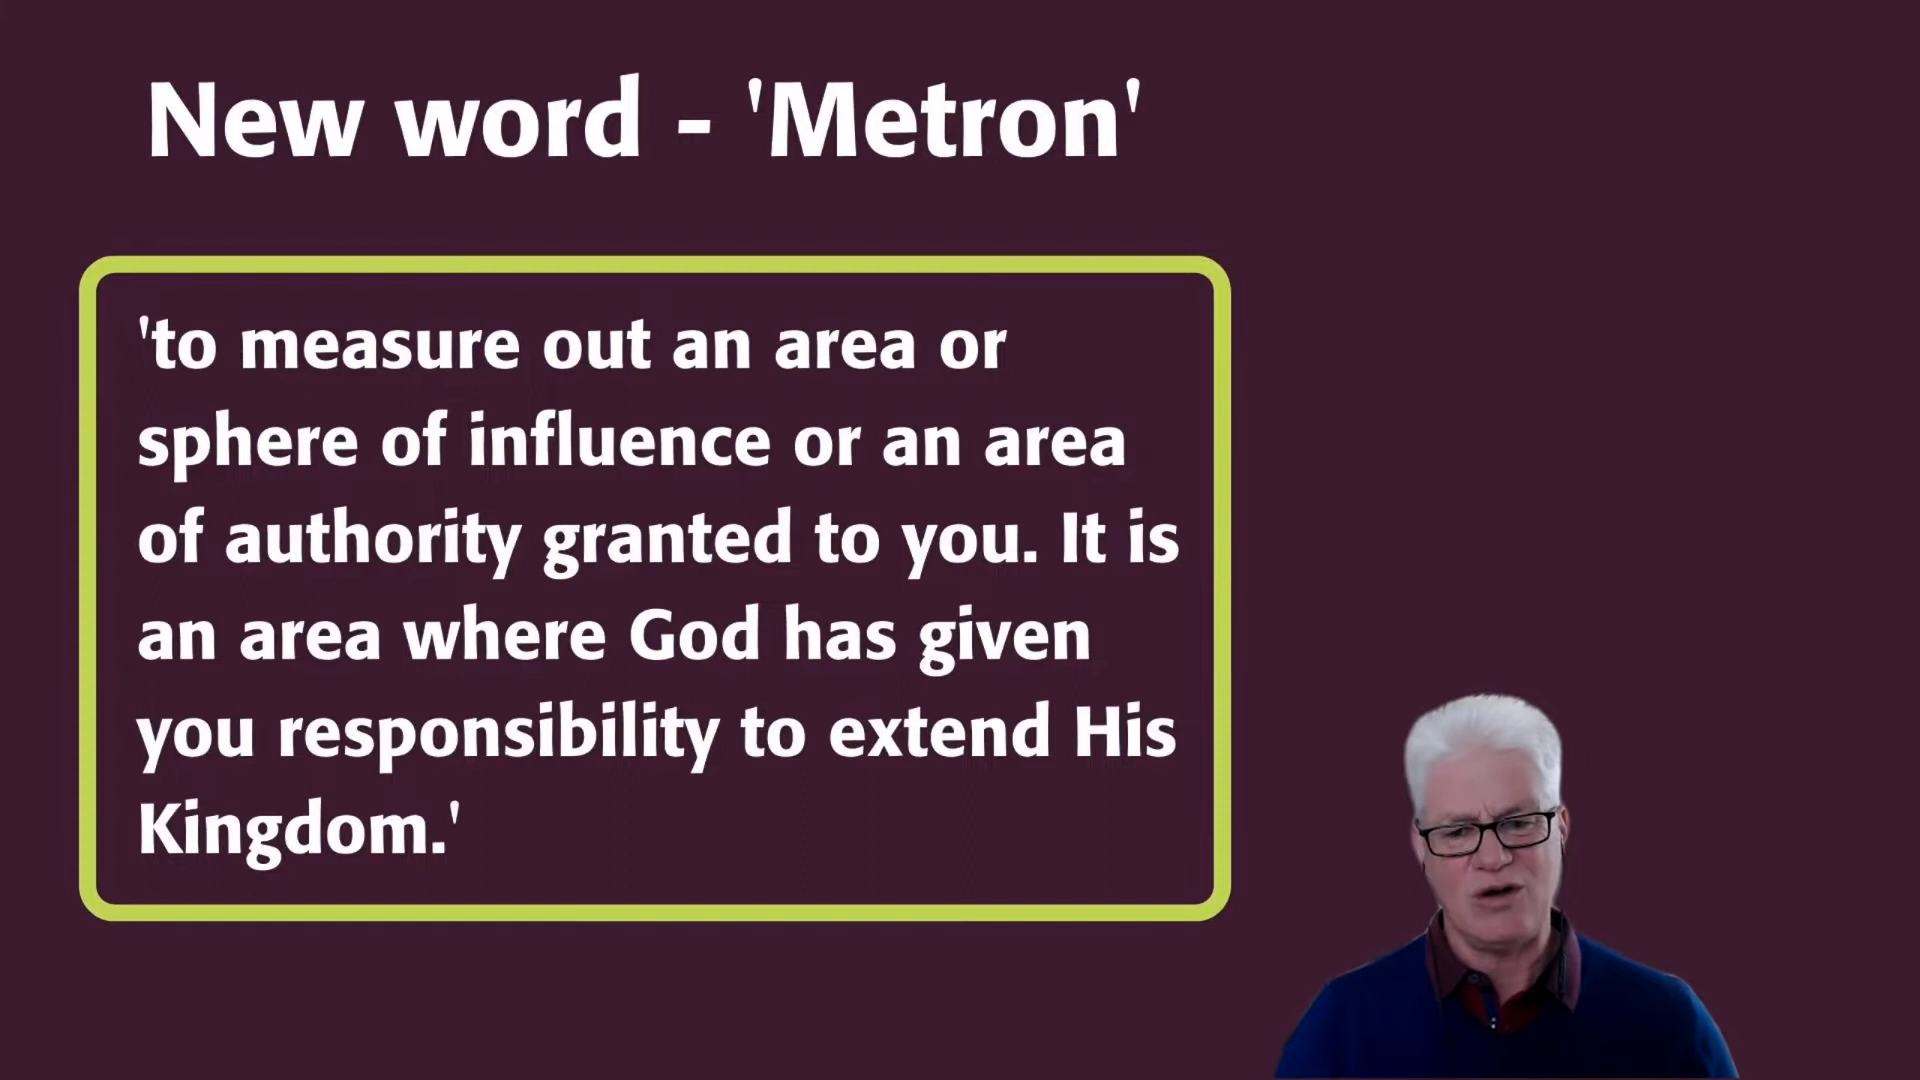 New word - 'Metron'
'to measure out an area or
sphere of influence or an area
of authority granted to you. It is
an area where God has given
you responsibility to extend His
Kingdom.'